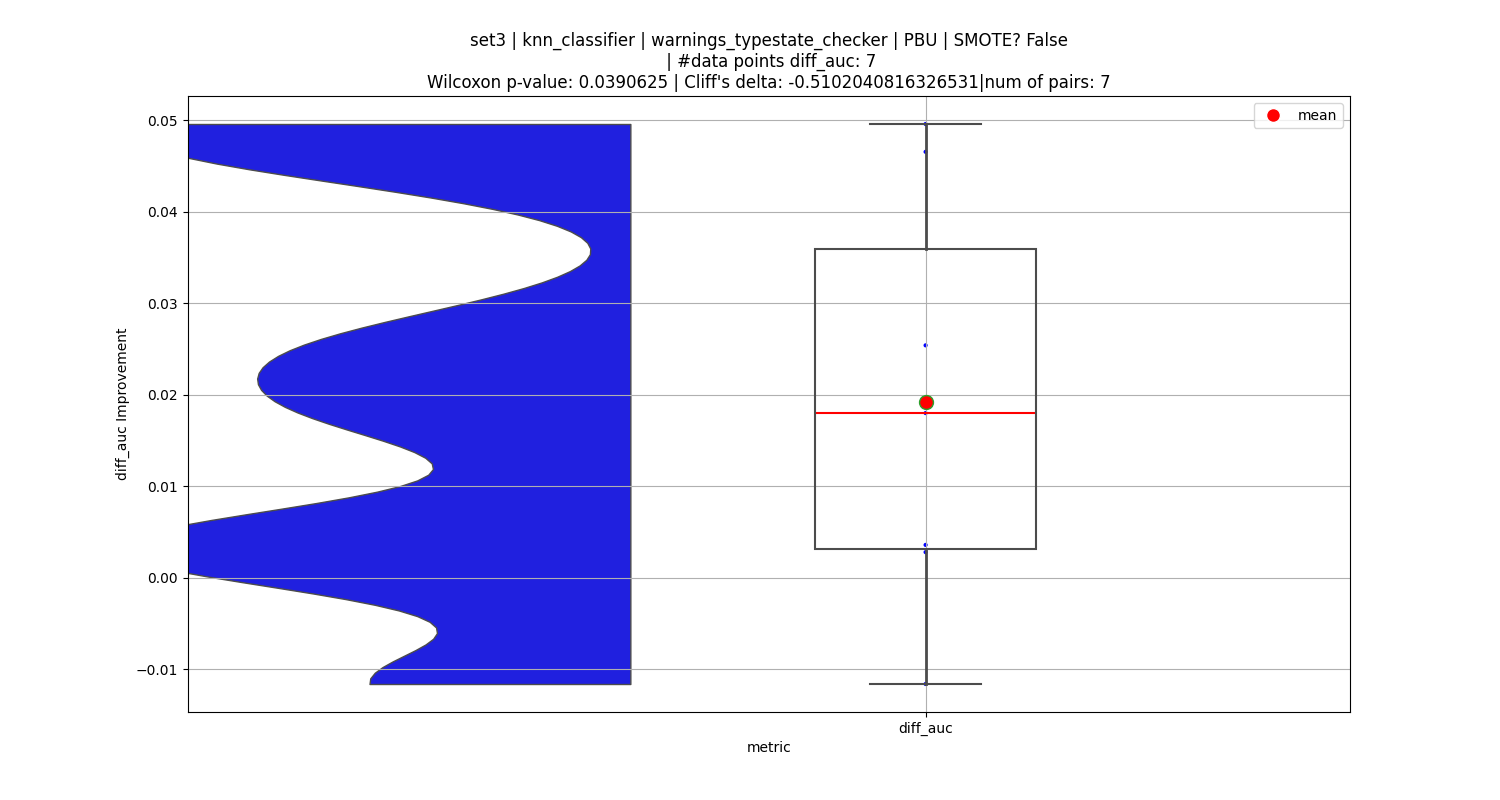 set3 | knn_classifier | warnings_typestate_checker | PBU | SMOTE? False
| #data points diff_auc: 7
Wilcoxon p-value: 0.0390625 | Cliff's delta: -0.5102040816326531|num of pairs: 7
mean
0.05
0.04
0.03
0.02
0.01
0.00
−0.01
diff_auc Improvement
diff_auc
metric